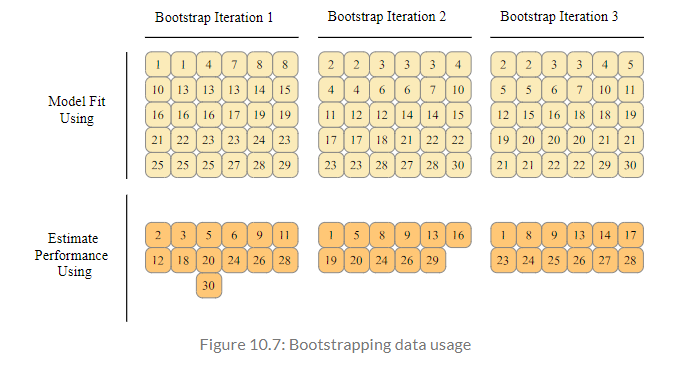 Bootstrap Iteration 1 Bootstrap Iteration 2 Bootstrap Iteration 3
Model Fit
Using
1 1 4 7 8 8 2 2 3 3 3 4 2 2 3 3 4 5
10 13 13 13 14 15 4 4 6 6 7 10 5 5 6 7 10 11
16 16 16 17 19 19 11 12 12 14 14 15 12 15 16 18 18 19
21 22 23 23 24 23 17 17 18 21 22 22 19 20 20 20 21 21
25 25 25 27 28 29 23 23 28 27 28 30 21 21 22 22 29 30
Estimate
Performance
Using
2 3 5 6 9 11 1 5 8 9 13 16 1 8 9 13 14 17
12 18 20 24 26 28 19 20 24 26 29 23 24 25 26 27 28
30
Figure 10.7: Bootstrapping data usage